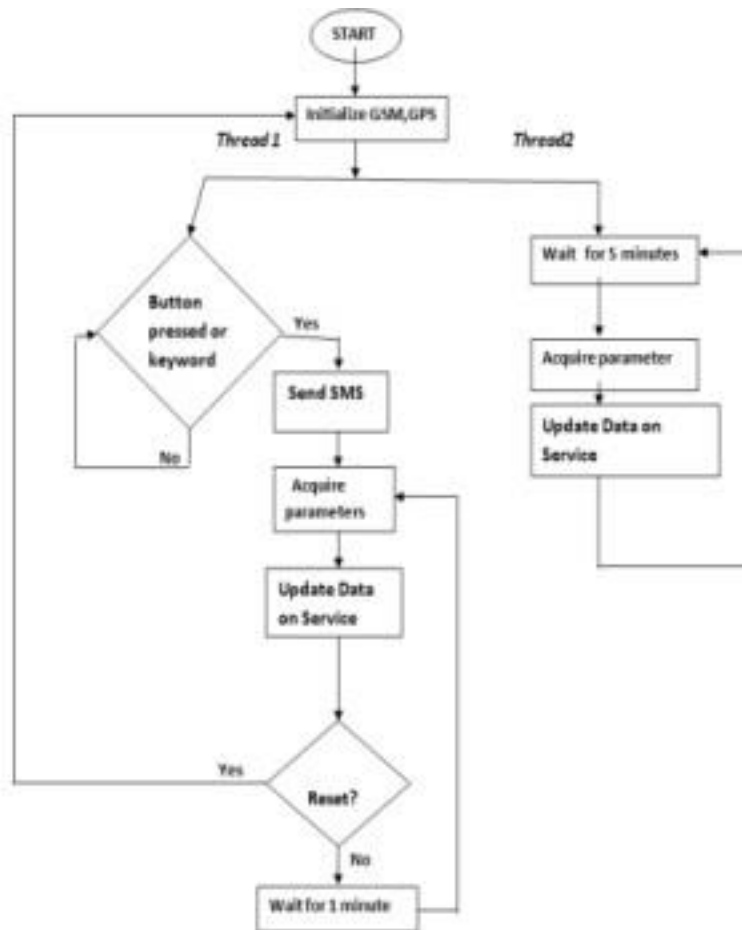 START
Initialize GSM,GPS
Thread 1
Thread2
Button
pressed or
keyword
Yes
No
Send SMS
Acquire
parameters
Update Data
on Service
Yes
Reset?
No
Wait for 1 minute
Wait for 5 minutes
Acquire parameter
Update Data on
Service